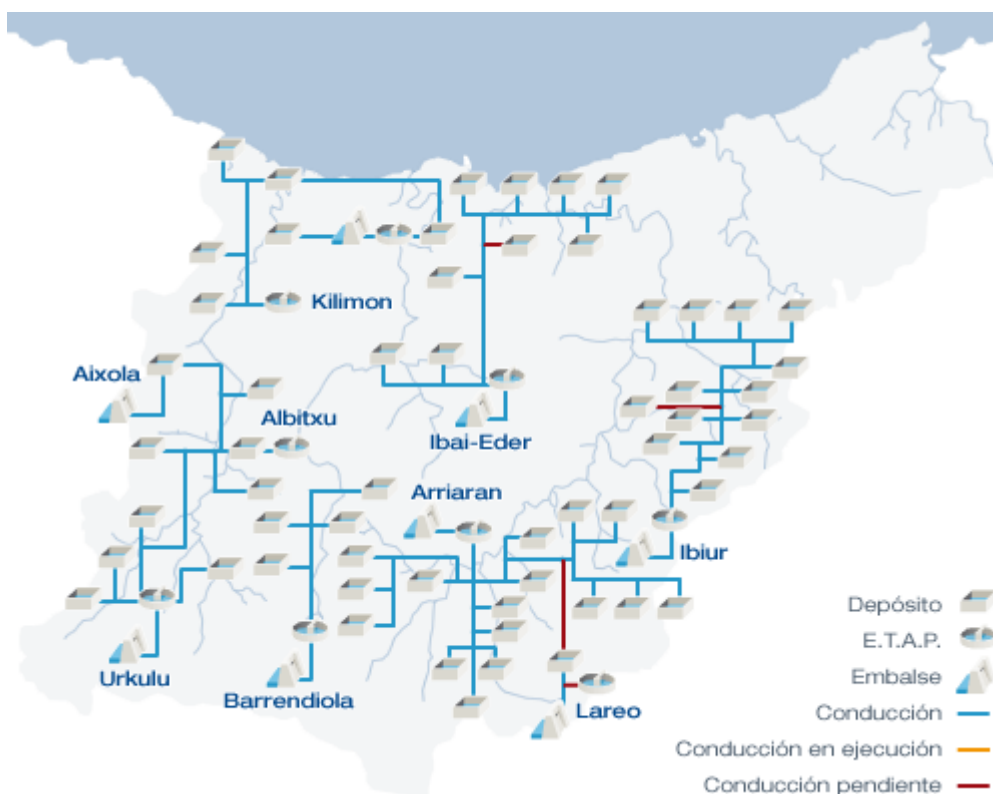 Kilimon
Aixola
Albitxu
Ibai-Eder
Arriaran
Ibiur
Urkulu
Barrendiola
Lareo
Depósito
E.T.A.P.
Embalse
Conducción
Conducción en ejecución
Conducción pendiente